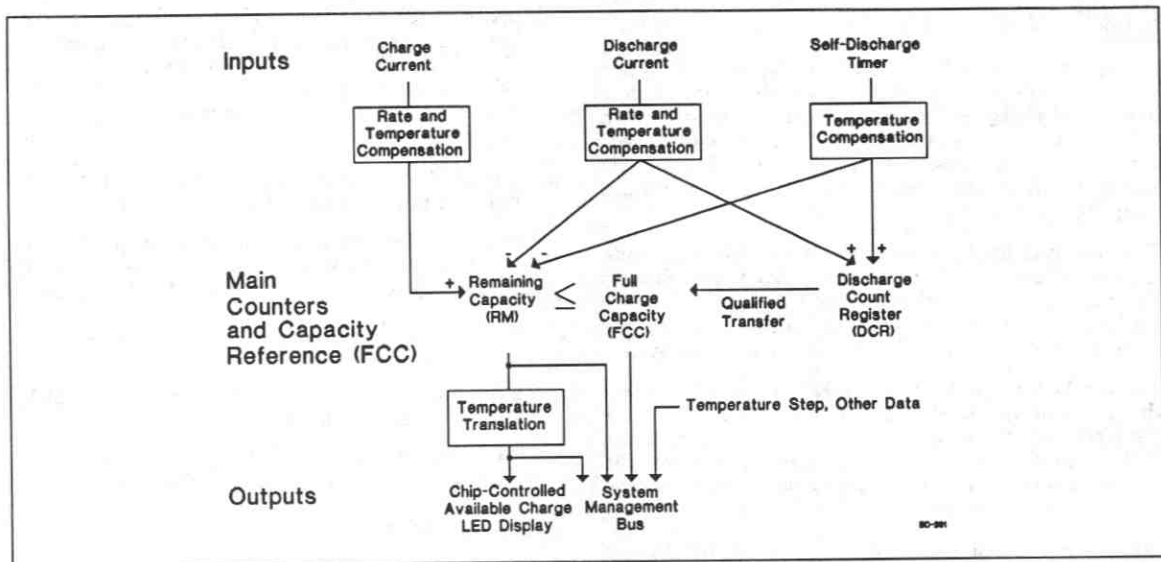 Inputs
Charge
Current
Discharge
Current
Self-Discharge
Timer
Rate and
Temperature
Compensation
Rate and
Temperature
Compensation
Temperature
Compensation
- - + +
Main
Counters
and Capacity
Reference (FCC)
+
Remaining
Capacity
(RM)
≤
Full
Charge
Capacity
(FCC)
Qualified
Transfer
Discharge
Count
Register
(DCR)
Temperature
Translation
Temperature Step, Other Data
Outputs
Chip-Controlled
Available Charge
LED Display
System
Management
Bus